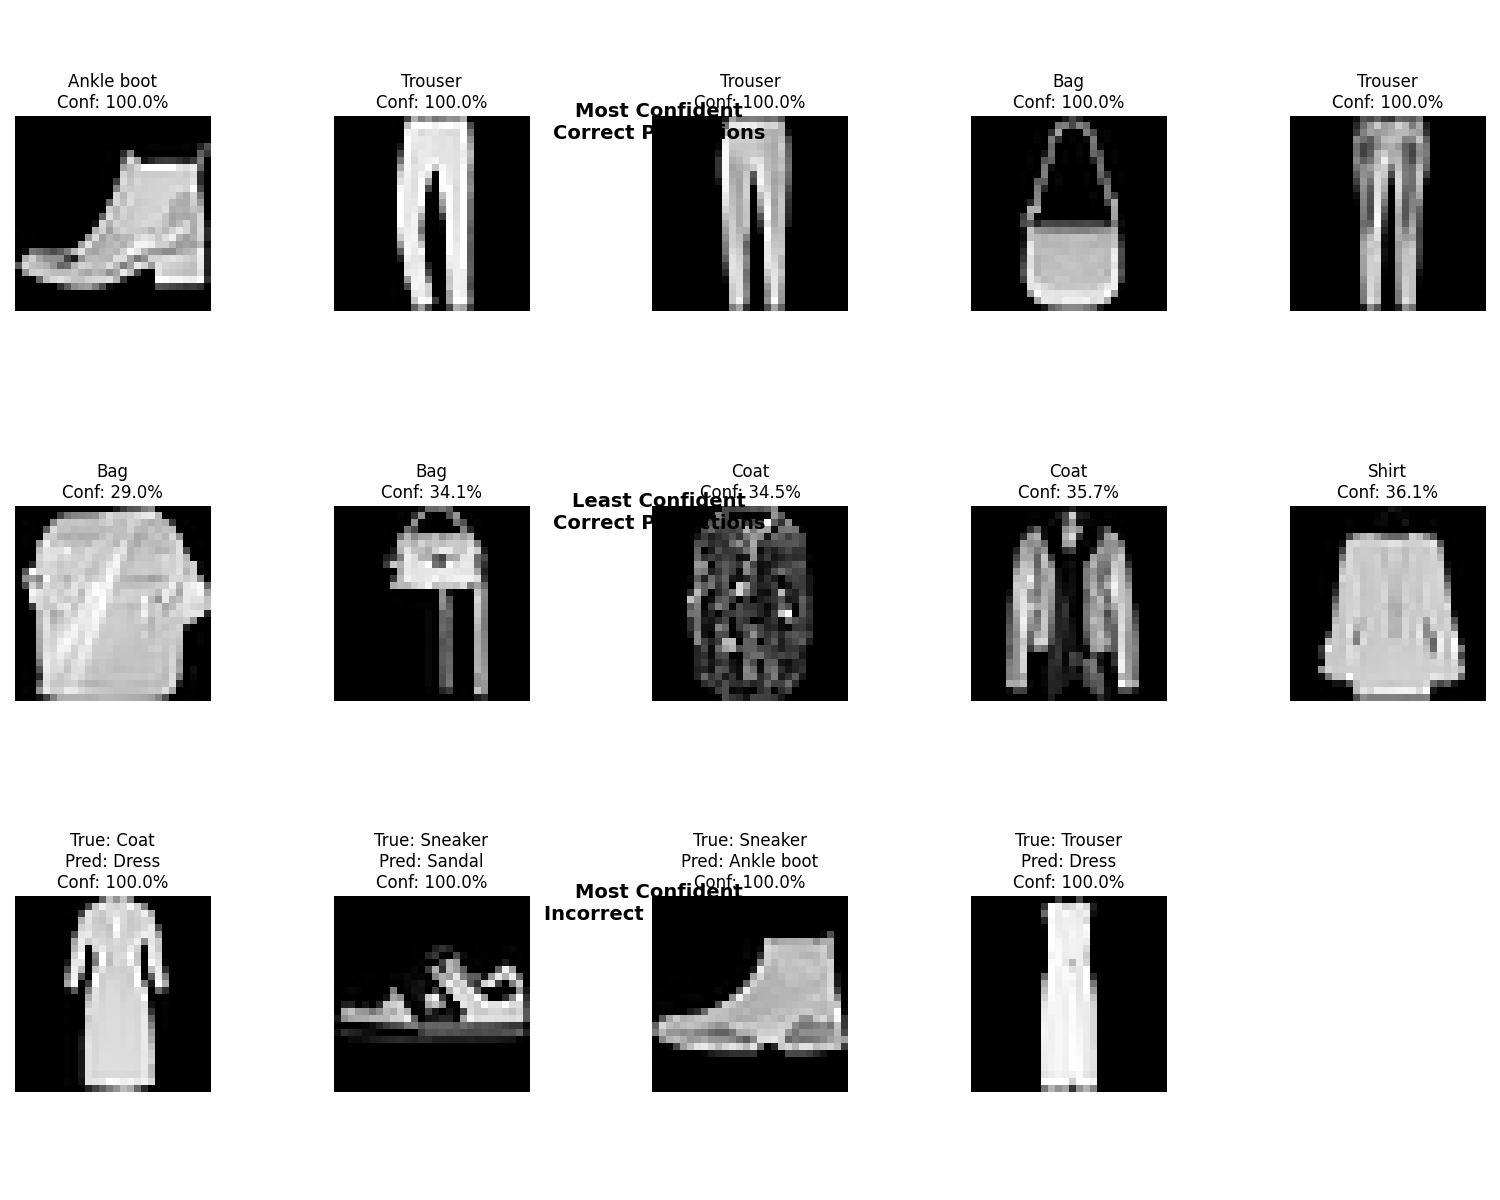 Ankle boot
Conf: 100.0%
Trouser
Conf: 100.0%
Most Confident
Correct
Trouser
Conf: 100.0%
Bag
Conf: 100.0%
Trouser
Conf: 100.0%
Bag
Conf: 29.0%
Bag
Conf: 34.1%
Least Confident
Correct
Coat
Conf: 34.5%
Coat
Conf: 35.7%
Shirt
Conf: 36.1%
True: Coat
Pred: Dress
Conf: 100.0%
True: Sneaker
Pred: Sandal
Conf: 100.0%
Most Confident
Incorrect
True: Sneaker
Pred: Ankle boot
Conf: 100.0%
True: Trouser
Pred: Dress
Conf: 100.0%